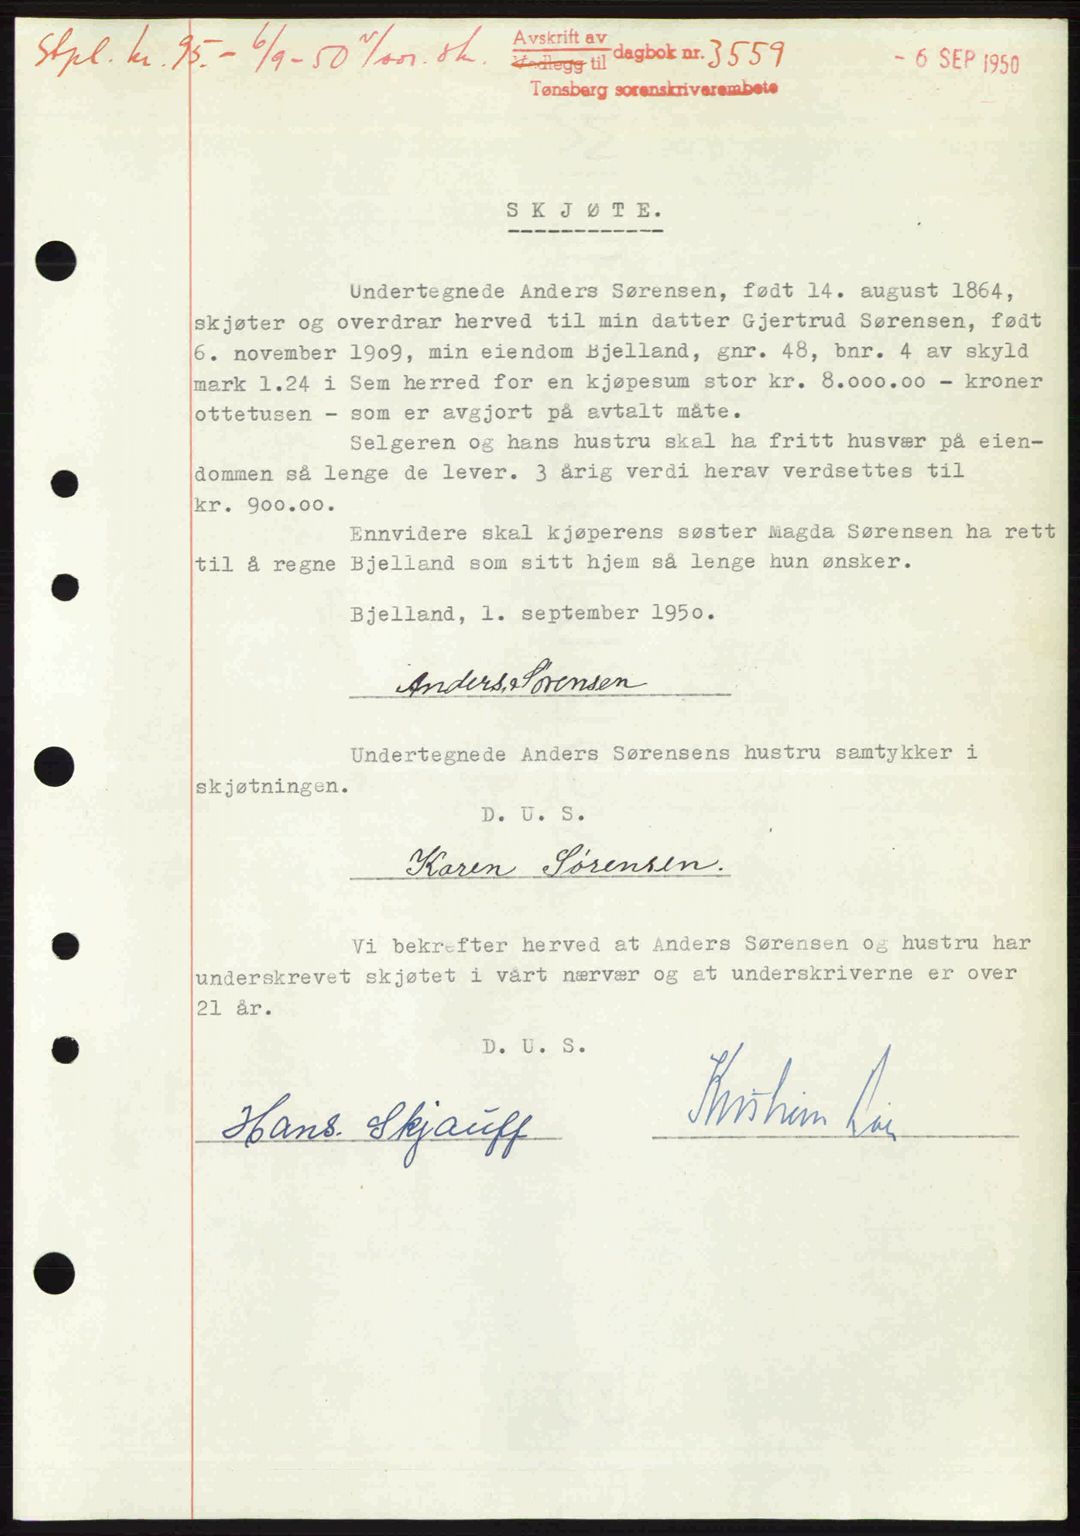 Stpl. kr. 95.- 6/9-50
Avskrift av
Vedlegg til dagbok nr. 3559
Tønsberg sorenskriverembete
- 6 SEP 1950
SKJØTE.
Undertegnede Anders Sørensen, født 14. august 1864,
skjøter og overdrar herved til min datter Gjertrud Sørensen, født
6. november 1909, min eiendom Bjelland, gnr. 48, bnr. 4 av skyld
mark 1.24 i Sem herred for en kjøpesum stor kr. 8.000.00 - kroner
ottetusen - som er avgjort på avtalt måte.
Selgeren og hans hustru skal ha fritt husvær på eien-
dommen så lenge de lever. 3 årig verdi herav verdsettes til
kr. 900.00.
Ennvidere skal kjøperens søster Magda Sørensen ha rett
til å regne Bjelland som sitt hjem så lenge hun ønsker.
Bjelland, 1. september 1950.
Anders Sørensen
Undertegnede Anders Sørensens hustru samtykker i
skjøtningen.
D. U. S.
Karen Sørensen.
Vi bekrefter herved at Anders Sørensen og hustru har
underskrevet skjøtet i vårt nærvær og at underskriverne er over
21 år.
D. U. S.
Hans. Skjauff